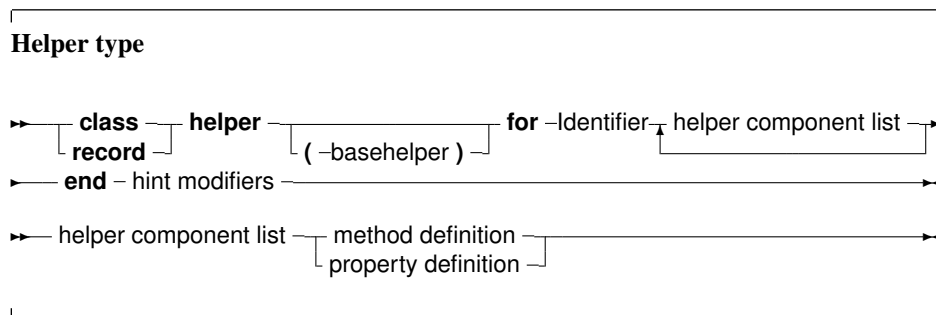 Helper type
class helper for Identifier helper component list
record ( basehelper )
end hint modifiers
helper component list method definition
property definition